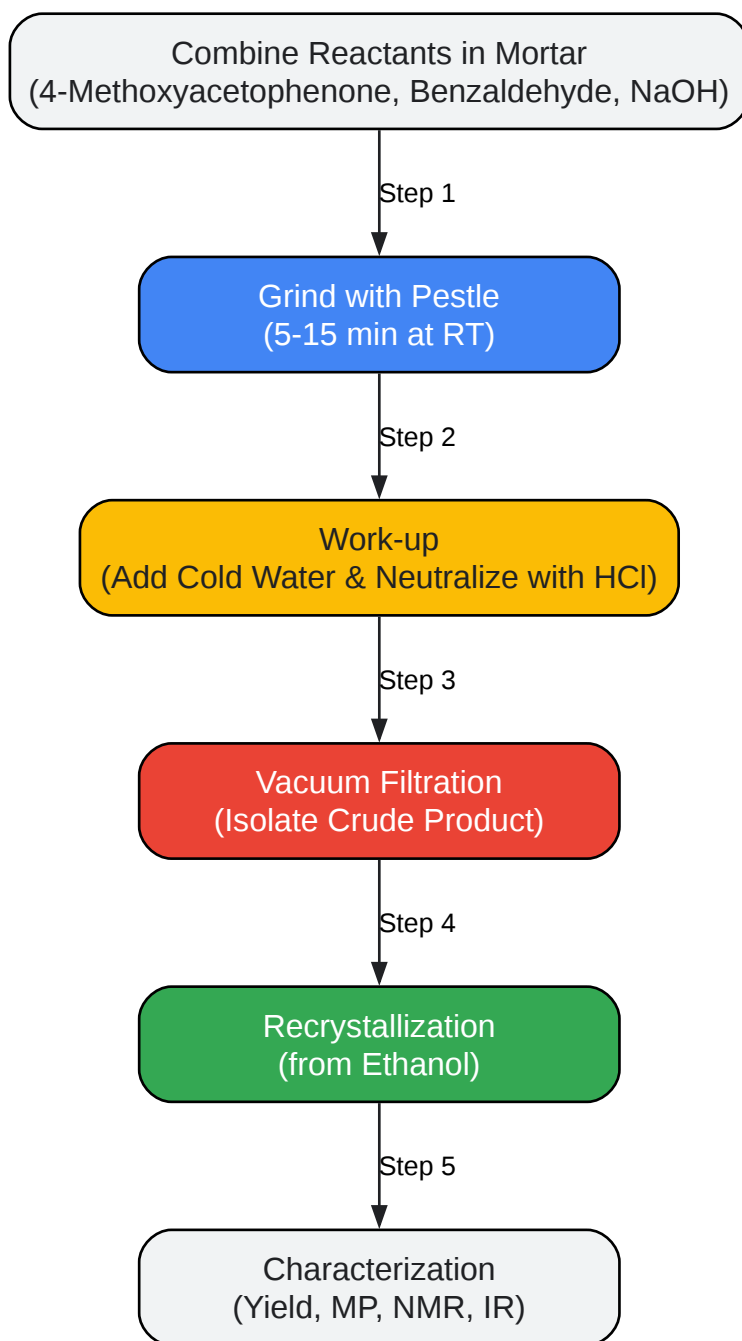 Combine Reactants in Mortar
(4-Methoxyacetophenone, Benzaldehyde, NaOH)
Step 1
Grind with Pestle
(5-15 min at RT)
Step 2
Work-up
(Add Cold Water & Neutralize with HCl)
Step 3
Vacuum Filtration
(Isolate Crude Product)
Step 4
Recrystallization
(from Ethanol)
Step 5
Characterization
(Yield, MP, NMR, IR)